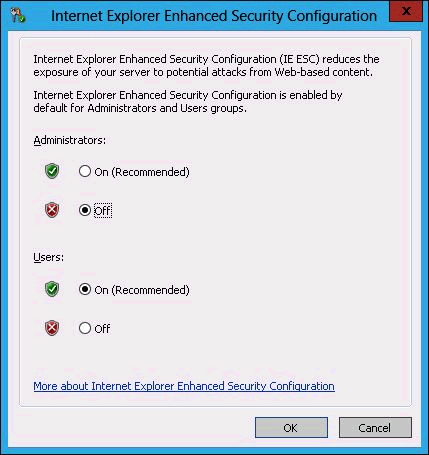 Internet Explorer Enhanced Security Configuration
Internet Explorer Enhanced Security Configuration (IE ESC) reduces the
exposure of your server to potential attacks from Web-based content.
Internet Explorer Enhanced Security Configuration is enabled by
default for Administrators and Users groups.
Administrators:
On (Recommended)
Off
Users:
On (Recommended)
Off
More about Internet Explorer Enhanced Security Configuration
OK
Cancel